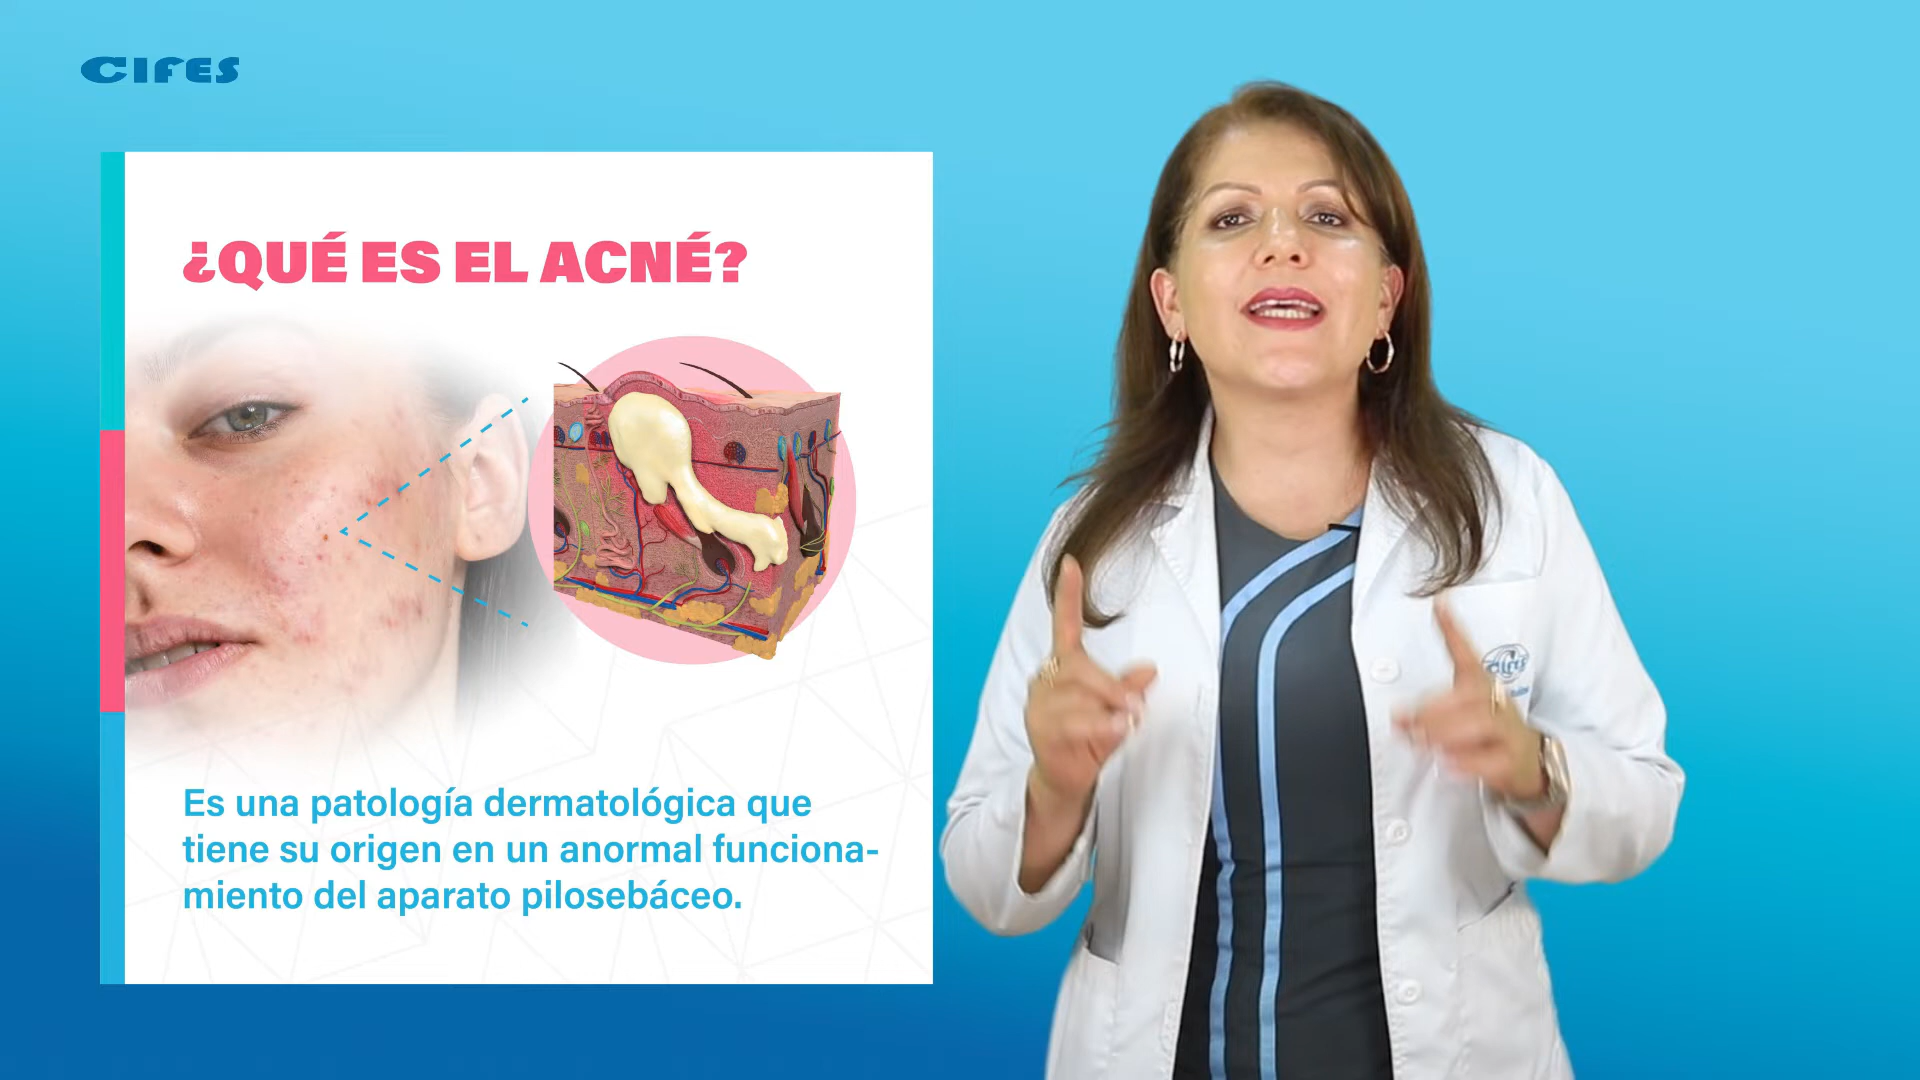 CIFES
¿QUÉ ES EL ACNÉ?
Es una patología dermatológica que
tiene su origen en un anormal funciona-
miento del aparato pilosebáceo.
cifes